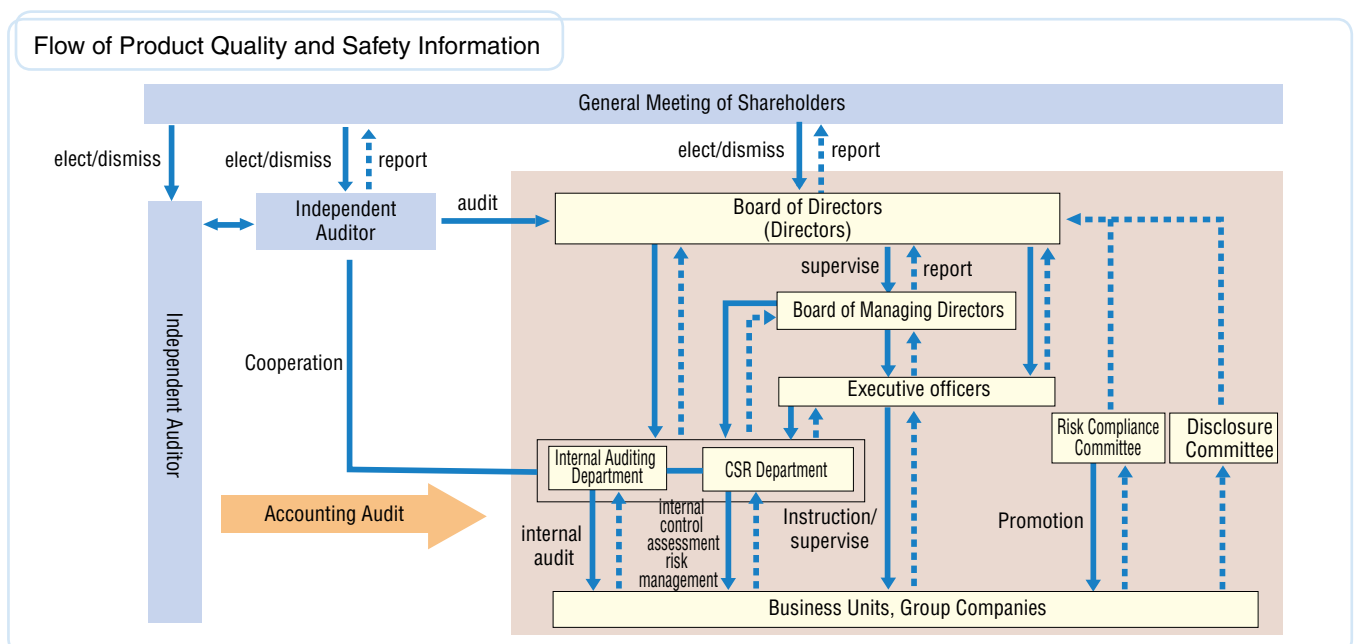 Flow of Product Quality and Safety Information
General Meeting of Shareholders
elect/dismiss
elect/dismiss
report
elect/dismiss
report
Independent
Auditor
audit
Board of Directors
(Directors)
supervise
report
Board of Managing Directors
Independent Auditor
Cooperation
Executive officers
Risk Compliance
Committee
Disclosure
Committee
Internal Auditing
Department
CSR Department
Accounting Audit
internal
audit
internal
control
assessment
risk
management
Instruction/
supervise
Promotion
Business Units, Group Companies